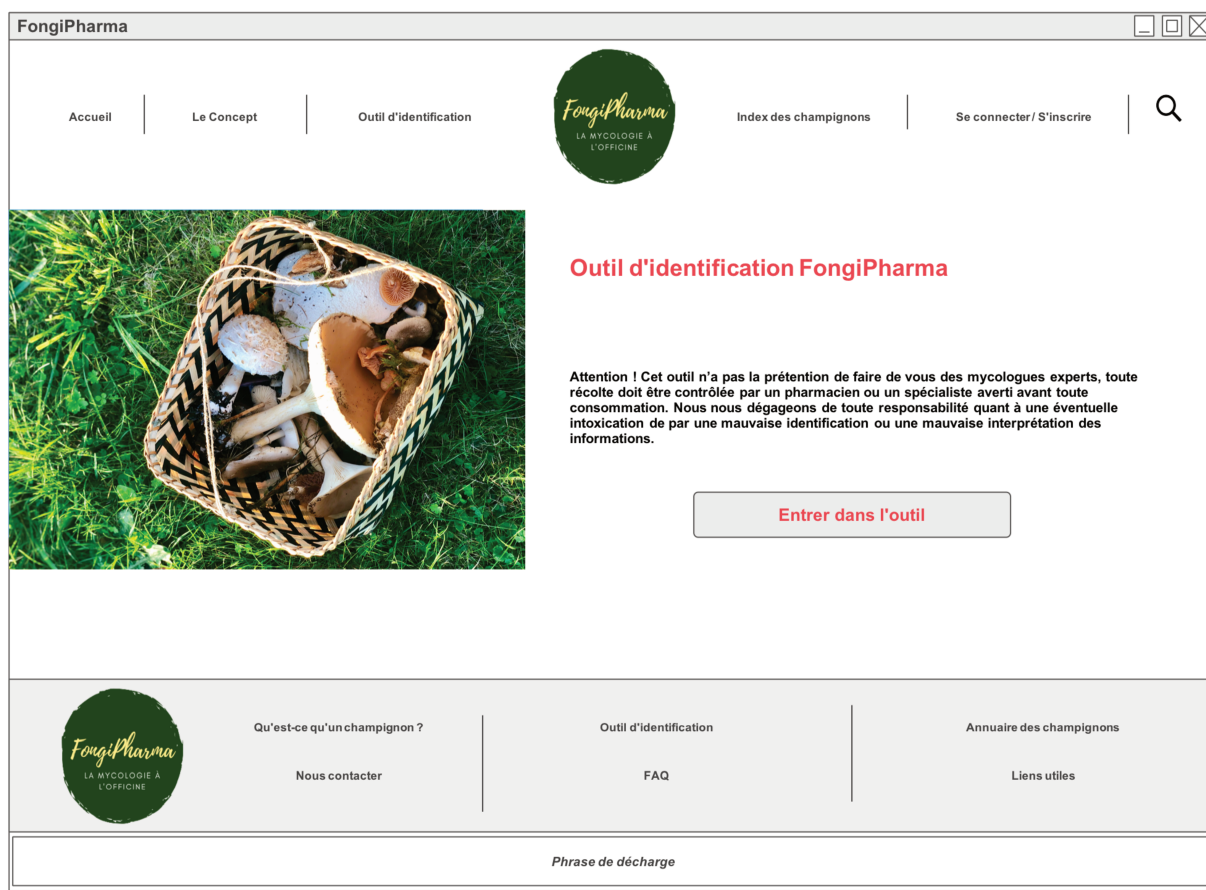 FongiPharma
Accueil
Le Concept
Outil d'identification
FongiPharma
LA MYCOLOGIE À
L'OFFICINE
Index des champignons
Se connecter / S'inscrire
Outil d'identification FongiPharma
Attention ! Cet outil n'a pas la prétention de faire de vous des mycologues experts, toute
récolte doit être contrôlée par un pharmacien ou un spécialiste averti avant toute
consommation. Nous nous dégageons de toute responsabilité quant à une éventuelle
intoxication de par une mauvaise identification ou une mauvaise interprétation des
informations.
Entrer dans l'outil
FongiPharma
LA MYCOLOGIE À
L'OFFICINE
Qu'est-ce qu'un champignon ?
Outil d'identification
Annuaire des champignons
Nous contacter
FAQ
Liens utiles
Phrase de décharge